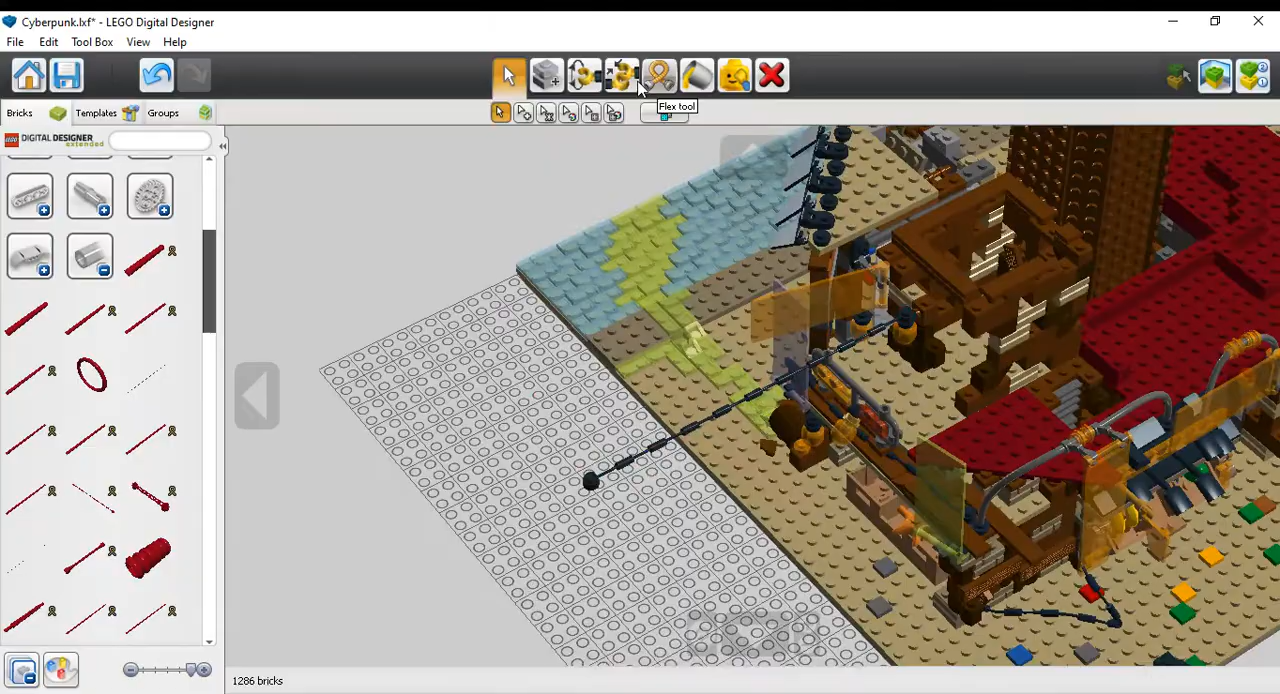 Cyberpunk.lxf* - LEGO Digital Designer
File Edit Tool Box View Help
Flex tool
Bricks Templates Groups
LEGO DIGITAL DESIGNER
extended
1286 bricks